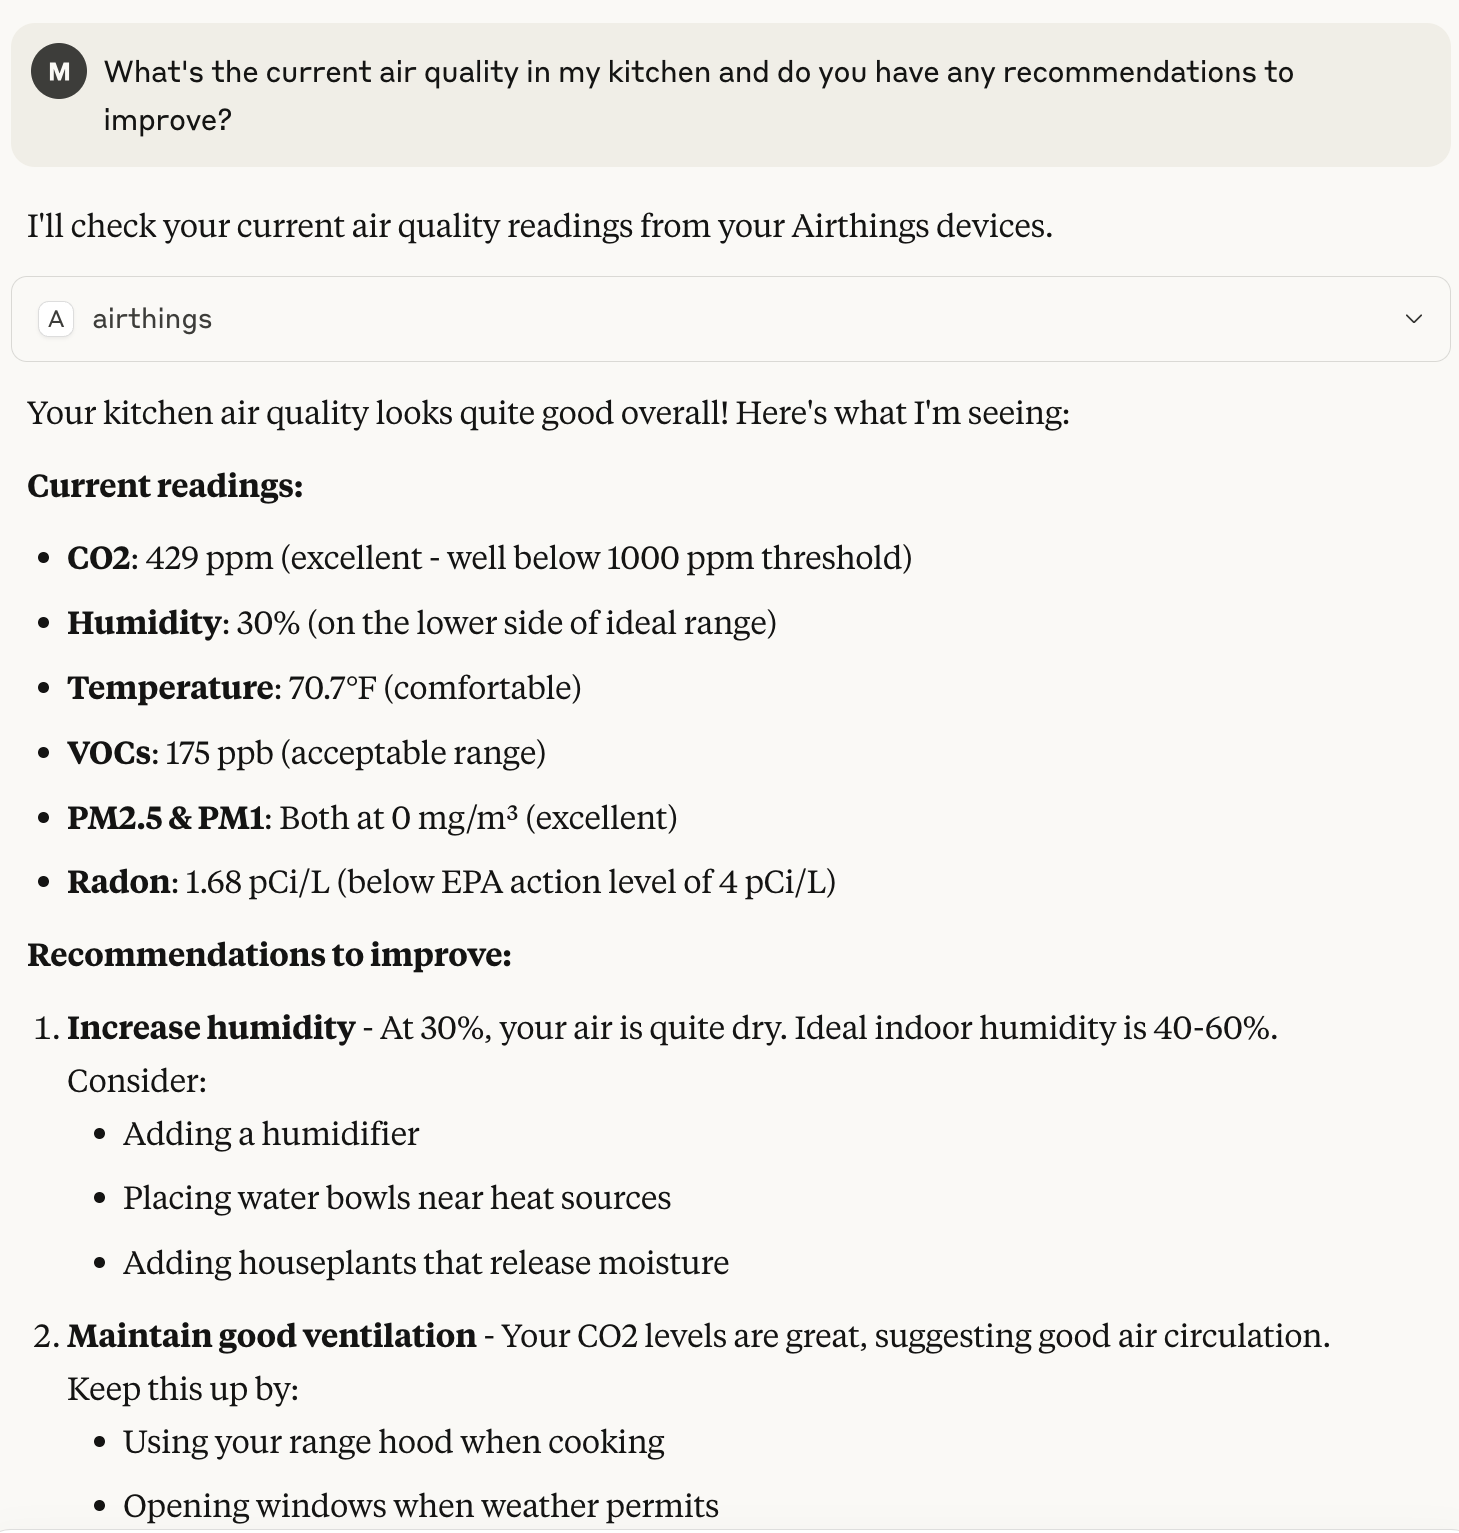 M
What's the current air quality in my kitchen and do you have any recommendations to
improve?
I'll check your current air quality readings from your Airthings devices.
A airthings
Your kitchen air quality looks quite good overall! Here's what I'm seeing:
Current readings:
• CO2: 429 ppm (excellent - well below 1000 ppm threshold)
• Humidity: 30% (on the lower side of ideal range)
• Temperature: 70.7°F (comfortable)
• VOCs: 175 ppb (acceptable range)
• PM2.5 & PM1: Both at 0 mg/m³ (excellent)
• Radon: 1.68 pCi/L (below EPA action level of 4 pCi/L)
Recommendations to improve:
1. Increase humidity - At 30%, your air is quite dry. Ideal indoor humidity is 40-60%.
Consider:
• Adding a humidifier
• Placing water bowls near heat sources
• Adding houseplants that release moisture
2. Maintain good ventilation - Your CO2 levels are great, suggesting good air circulation.
Keep this up by:
• Using your range hood when cooking
• Opening windows when weather permits